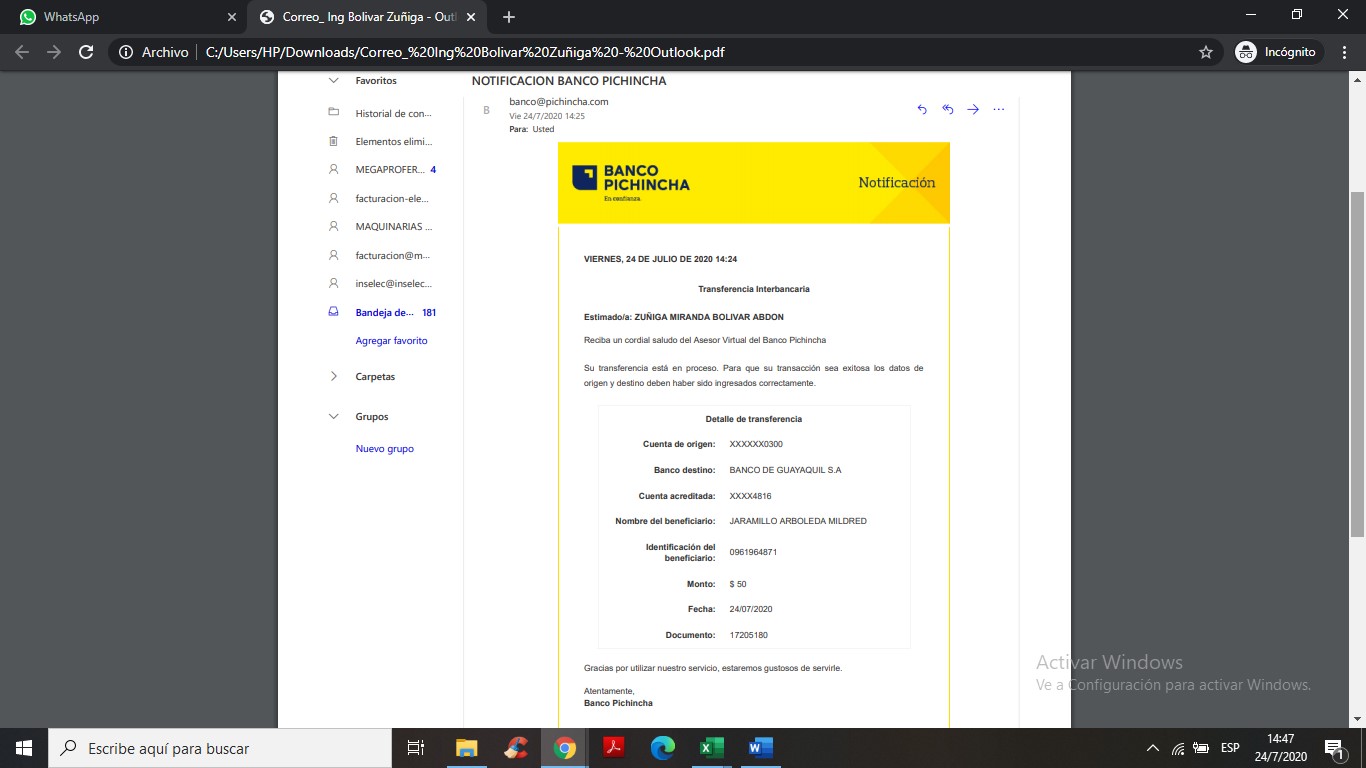 WhatsApp
Correo_ Ing Bolivar Zuñiga - Outl
Archivo
C:/Users/HP/Downloads/Correo_%20Ing%20Bolivar%20Zuñiga%20-%20Outlook.pdf
Incógnito
Favoritos
Historial de con...
Elementos elimi...
MEGAPROFER... 4
facturacion-ele...
MAQUINARIAS ...
facturacion@m...
inselec@inselec...
Bandeja de... 181
Agregar favorito
Carpetas
Grupos
Nuevo grupo
NOTIFICACION BANCO PICHINCHA
B
banco@pichincha.com
Vie 24/7/2020 14:25
Para: Usted
BANCO
PICHINCHA
En confianza.
Notificación
VIERNES, 24 DE JULIO DE 2020 14:24
Transferencia Interbancaria
Estimado/a: ZUÑIGA MIRANDA BOLIVAR ABDON
Reciba un cordial saludo del Asesor Virtual del Banco Pichincha
Su transferencia está en proceso. Para que su transacción sea exitosa los datos de
origen y destino deben haber sido ingresados correctamente.
Detalle de transferencia
Cuenta de origen: XXXXXX0300
Banco destino: BANCO DE GUAYAQUIL S.A
Cuenta acreditada: XXXX4816
Nombre del beneficiario: JARAMILLO ARBOLEDA MILDRED
Identificación del
beneficiario: 0961964871
Monto: $ 50
Fecha: 24/07/2020
Documento: 17205180
Gracias por utilizar nuestro servicio, estaremos gustosos de servirle.
Atentamente,
Banco Pichincha
Activar Windows
Ve a Configuración para activar Windows.
Escribe aquí para buscar
ESP
14:47
24/7/2020
1